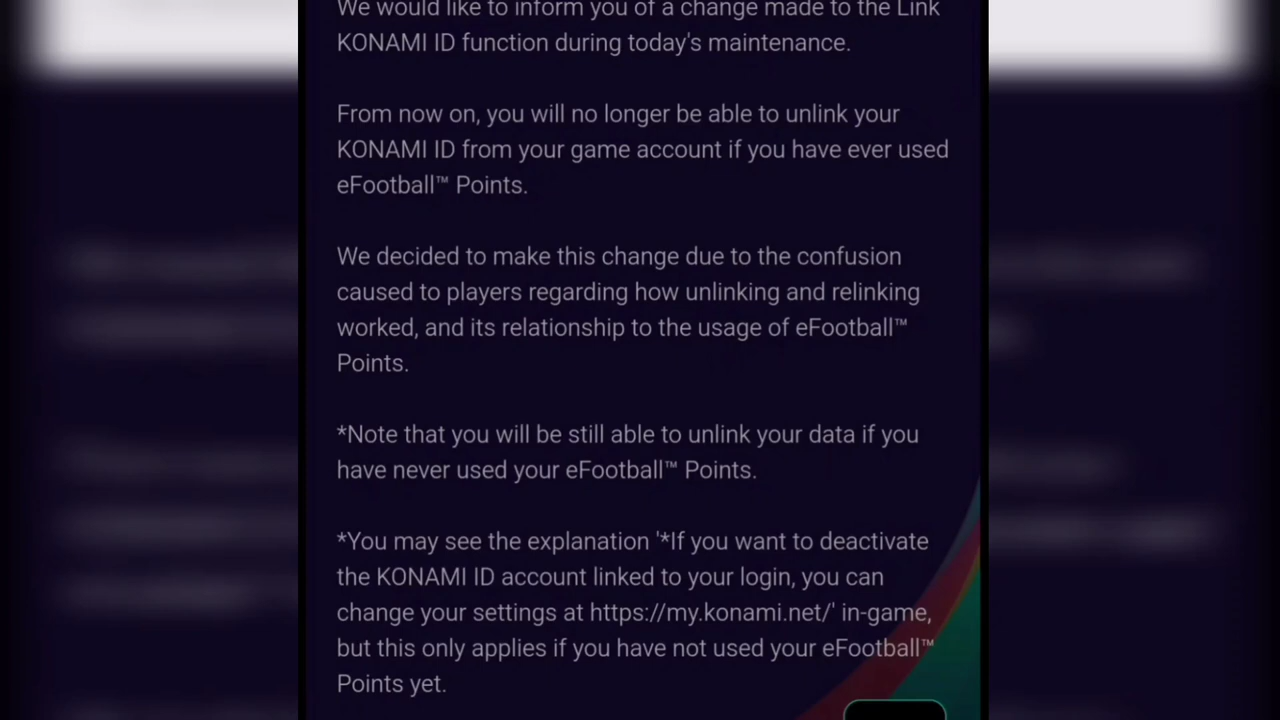 We would like to inform you of a change made to the Link
KONAMI ID function during today's maintenance.
From now on, you will no longer be able to unlink your
KONAMI ID from your game account if you have ever used
eFootball™ Points.
We decided to make this change due to the confusion
caused to players regarding how unlinking and relinking
worked, and its relationship to the usage of eFootball™
Points.
*Note that you will be still able to unlink your data if you
have never used your eFootball™ Points.
*You may see the explanation '*If you want to deactivate
the KONAMI ID account linked to your login, you can
change your settings at https://my.konami.net/' in-game,
but this only applies if you have not used your eFootball™
Points yet.